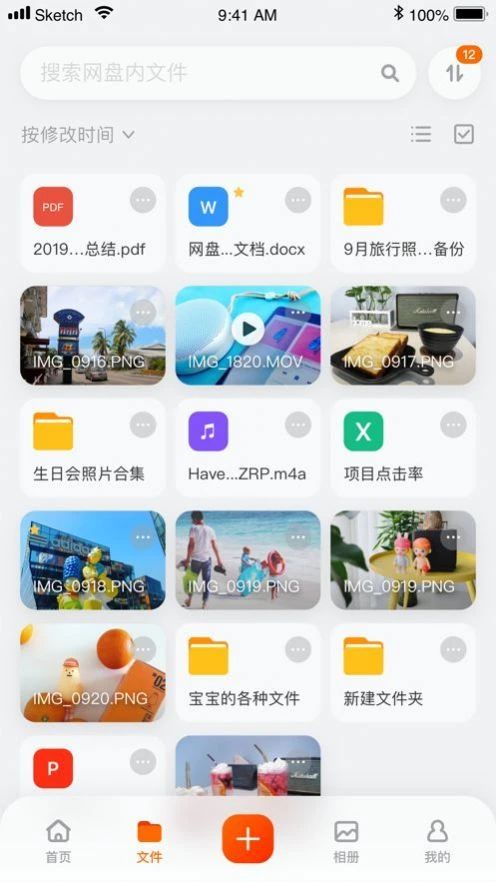 Sketch 9:41 AM 100%
搜索网盘内文件
12
按修改时间
PDF
W
2019...总结.pdf
网盘...文档.docx
9月旅行照...备份
Marshall
IMG_0916.PNG
IMG_1820.MOV
IMG_0917.PNG
X
生日会照片合集
Have...ZRP.m4a
项目点击率
adidas
IMG_0918.PNG
IMG_0919.PNG
IMG_0919.PNG
02
IMG_0920.PNG
宝宝的各种文件
新建文件夹
P
Marshall
首页
文件
相册
我的